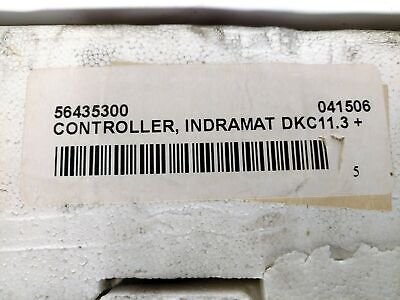 56435300 041506
CONTROLLER, INDRAMAT DKC11.3 +
5